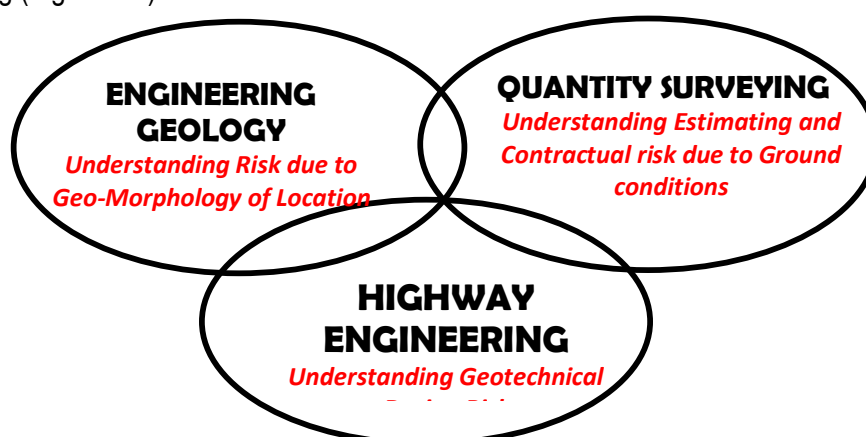 ENGINEERING
GEOLOGY
Understanding Risk due to
Geo-Morphology of Location
QUANTITY SURVEYING
Understanding Estimating and
Contractual risk due to Ground
conditions
HIGHWAY
ENGINEERING
Understanding Geotechnical